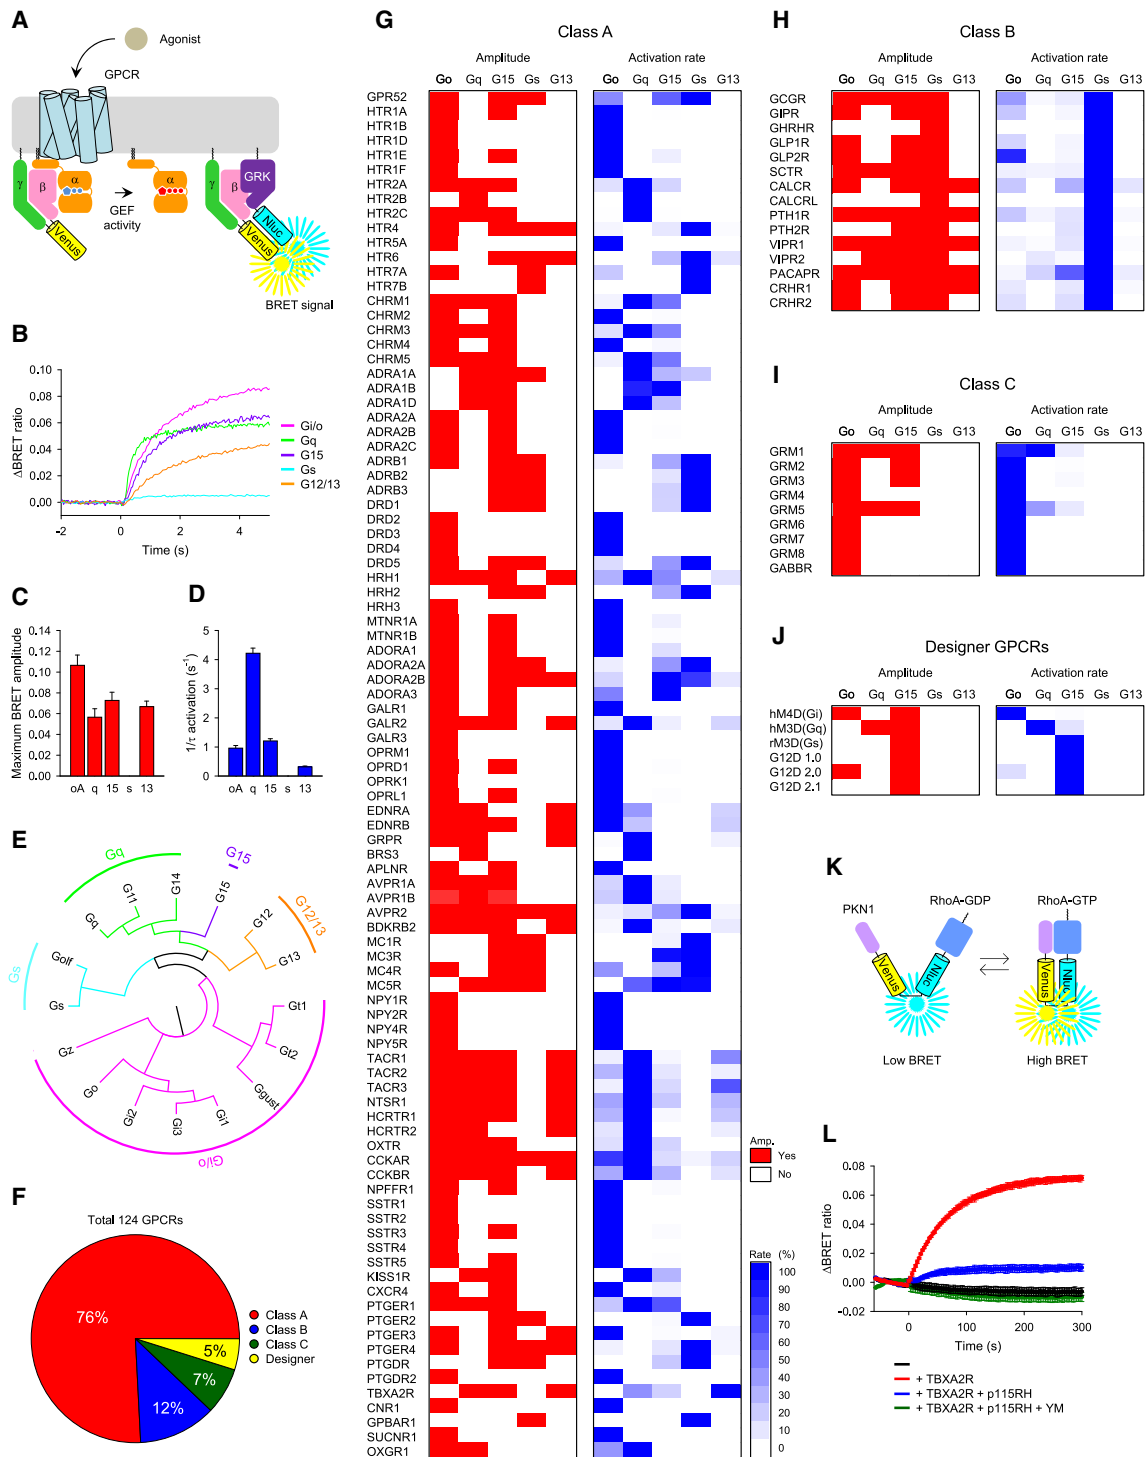 A
Agonist
GPCR
γ
β
α
GEF
activity
Venus
α
γ
β
GRK
Nluc
Venus
BRET signal
B
ΔBRET ratio
0.10
0.08
0.06
0.04
0.02
0.00
-2
0
2
4
Time (s)
Gi/o
Gq
G15
Gs
G12/13
C
Maximum BRET amplitude
0.14
0.12
0.10
0.08
0.06
0.04
0.02
0.00
oA q 15 s 13
D
1/τ activation (s⁻¹)
5
4
3
2
1
0
oA q 15 s 13
E
Gq
G15
G12/13
Gs
Gi/o
Gq
G11
G14
G15
G12
G13
Golf
Gs
Gz
Go
Gi2
Gi3
Gi1
Ggust
Gt2
Gt1
F
Total 124 GPCRs
76%
5%
7%
12%
Class A
Class B
Class C
Designer
G
Class A
Amplitude
Activation rate
Go Gq G15 Gs G13
Go Gq G15 Gs G13
GPR52
HTR1A
HTR1B
HTR1D
HTR1E
HTR1F
HTR2A
HTR2B
HTR2C
HTR4
HTR5A
HTR6
HTR7A
HTR7B
CHRM1
CHRM2
CHRM3
CHRM4
CHRM5
ADRA1A
ADRA1B
ADRA1D
ADRA2A
ADRA2B
ADRA2C
ADRB1
ADRB2
ADRB3
DRD1
DRD2
DRD3
DRD4
DRD5
HRH1
HRH2
HRH3
MTNR1A
MTNR1B
ADORA1
ADORA2A
ADORA2B
ADORA3
GALR1
GALR2
GALR3
OPRM1
OPRD1
OPRK1
OPRL1
EDNRA
EDNRB
GRPR
BRS3
APLNR
AVPR1A
AVPR1B
AVPR2
BDKRB2
MC1R
MC3R
MC4R
MC5R
NPY1R
NPY2R
NPY4R
NPY5R
TACR1
TACR2
TACR3
NTSR1
HCRTR1
HCRTR2
OXTR
CCKAR
CCKBR
NPFFR1
SSTR1
SSTR2
SSTR3
SSTR4
SSTR5
KISS1R
CXCR4
PTGER1
PTGER2
PTGER3
PTGER4
PTGDR
PTGDR2
TBXA2R
CNR1
GPBAR1
SUCNR1
OXGR1
Amp.
Yes
No
Rate (%)
100
90
80
70
60
50
40
30
20
10
0
H
Class B
Amplitude
Activation rate
Go Gq G15 Gs G13
Go Gq G15 Gs G13
GCGR
GIPR
GHRHR
GLP1R
GLP2R
SCTR
CALCR
CALCRL
PTH1R
PTH2R
VIPR1
VIPR2
PACAPR
CRHR1
CRHR2
I
Class C
Amplitude
Activation rate
Go Gq G15 Gs G13
Go Gq G15 Gs G13
GRM1
GRM2
GRM3
GRM4
GRM5
GRM6
GRM7
GRM8
GABBR
J
Designer GPCRs
Amplitude
Activation rate
Go Gq G15 Gs G13
Go Gq G15 Gs G13
hM4D(Gi)
hM3D(Gq)
rM3D(Gs)
G12D 1.0
G12D 2.0
G12D 2.1
K
PKN1
RhoA-GDP
Venus
Nluc
Low BRET
RhoA-GTP
Venus
Nluc
High BRET
L
ΔBRET ratio
0.08
0.06
0.04
0.02
0.00
-0.02
0
100
200
300
Time (s)
+ TBXA2R
+ TBXA2R + p115RH
+ TBXA2R + p115RH + YM